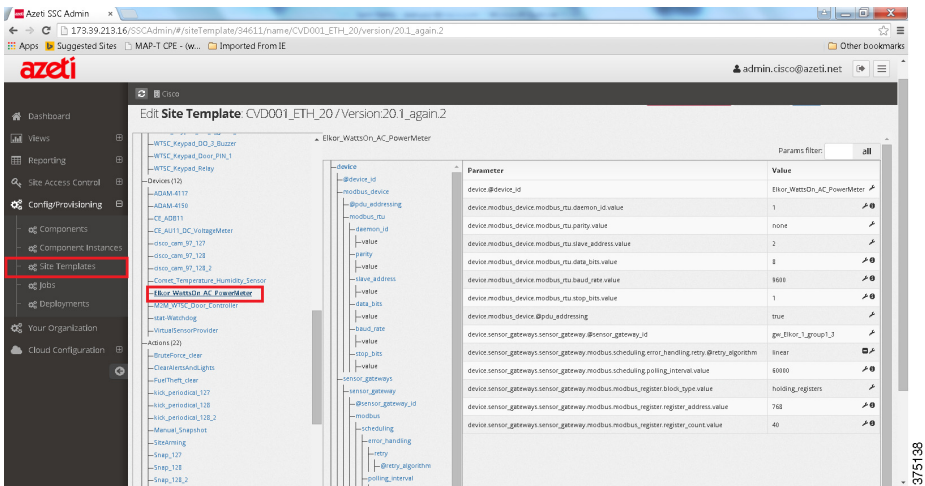 Azeti SSC Admin
173.39.213.16/SSCAdmin/#/siteTemplate/34611/name/CVD001_ETH_20/version/20.1_again.2
Apps Suggested Sites MAP-T CPE - (w... Imported From IE Other bookmarks
azeti
admin.cisco@azeti.net
Cisco
Edit Site Template: CVD001_ETH_20 / Version:20.1_again.2
Dashboard
Views
Reporting
Site Access Control
Config/Provisioning
Components
Component Instances
Site Templates
Jobs
Deployments
Your Organization
Cloud Configuration
WTSC_Keypad_DO_3_Buzzer
WTSC_Keypad_Door_PIN_1
WTSC_Keypad_Relay
Devices (12)
ADAM-4117
ADAM-4150
CE_AD811
CE_AU11_DC_VoltageMeter
cisco_cam_97_127
cisco_cam_97_128
cisco_cam_97_128_2
Comet_Temperature_Humidity_Sensor
Elkor_WattsOn_AC_PowerMeter
M2M_WTSC_Door_Controller
stat-Watchdog
VirtualSensorProvider
Actions (22)
BruteForce_clear
ClearAlertsAndLights
FuelTheft_clear
kick_periodical_127
kick_periodical_128
kick_periodical_128_2
Manual_Snapshot
SiteArming
Snap_127
Snap_128
Snap_128_2
Elkor_WattsOn_AC_PowerMeter
Params filter: all
device
@device_id
modbus_device
@pdu_addressing
modbus_rtu
daemon_id
value
parity
value
slave_address
value
data_bits
value
baud_rate
value
stop_bits
value
sensor_gateways
sensor_gateway
@sensor_gateway_id
modbus
scheduling
error_handling
retry
@retry_algorithm
polling_interval
Parameter Value
device.@device_id Elkor_WattsOn_AC_PowerMeter
device.modbus_device.modbus_rtu.daemon_id.value 1
device.modbus_device.modbus_rtu.parity.value none
device.modbus_device.modbus_rtu.slave_address.value 2
device.modbus_device.modbus_rtu.data_bits.value 8
device.modbus_device.modbus_rtu.baud_rate.value 9600
device.modbus_device.modbus_rtu.stop_bits.value 1
device.modbus_device.@pdu_addressing true
device.sensor_gateways.sensor_gateway.@sensor_gateway_id gw_Elkor_1_group1_3
device.sensor_gateways.sensor_gateway.modbus.scheduling.error_handling.retry.@retry_algorithm linear
device.sensor_gateways.sensor_gateway.modbus.scheduling.polling_interval.value 60000
device.sensor_gateways.sensor_gateway.modbus.modbus_register.block_type.value holding_registers
device.sensor_gateways.sensor_gateway.modbus.modbus_register.register_address.value 768
device.sensor_gateways.sensor_gateway.modbus.modbus_register.register_count.value 40
375138